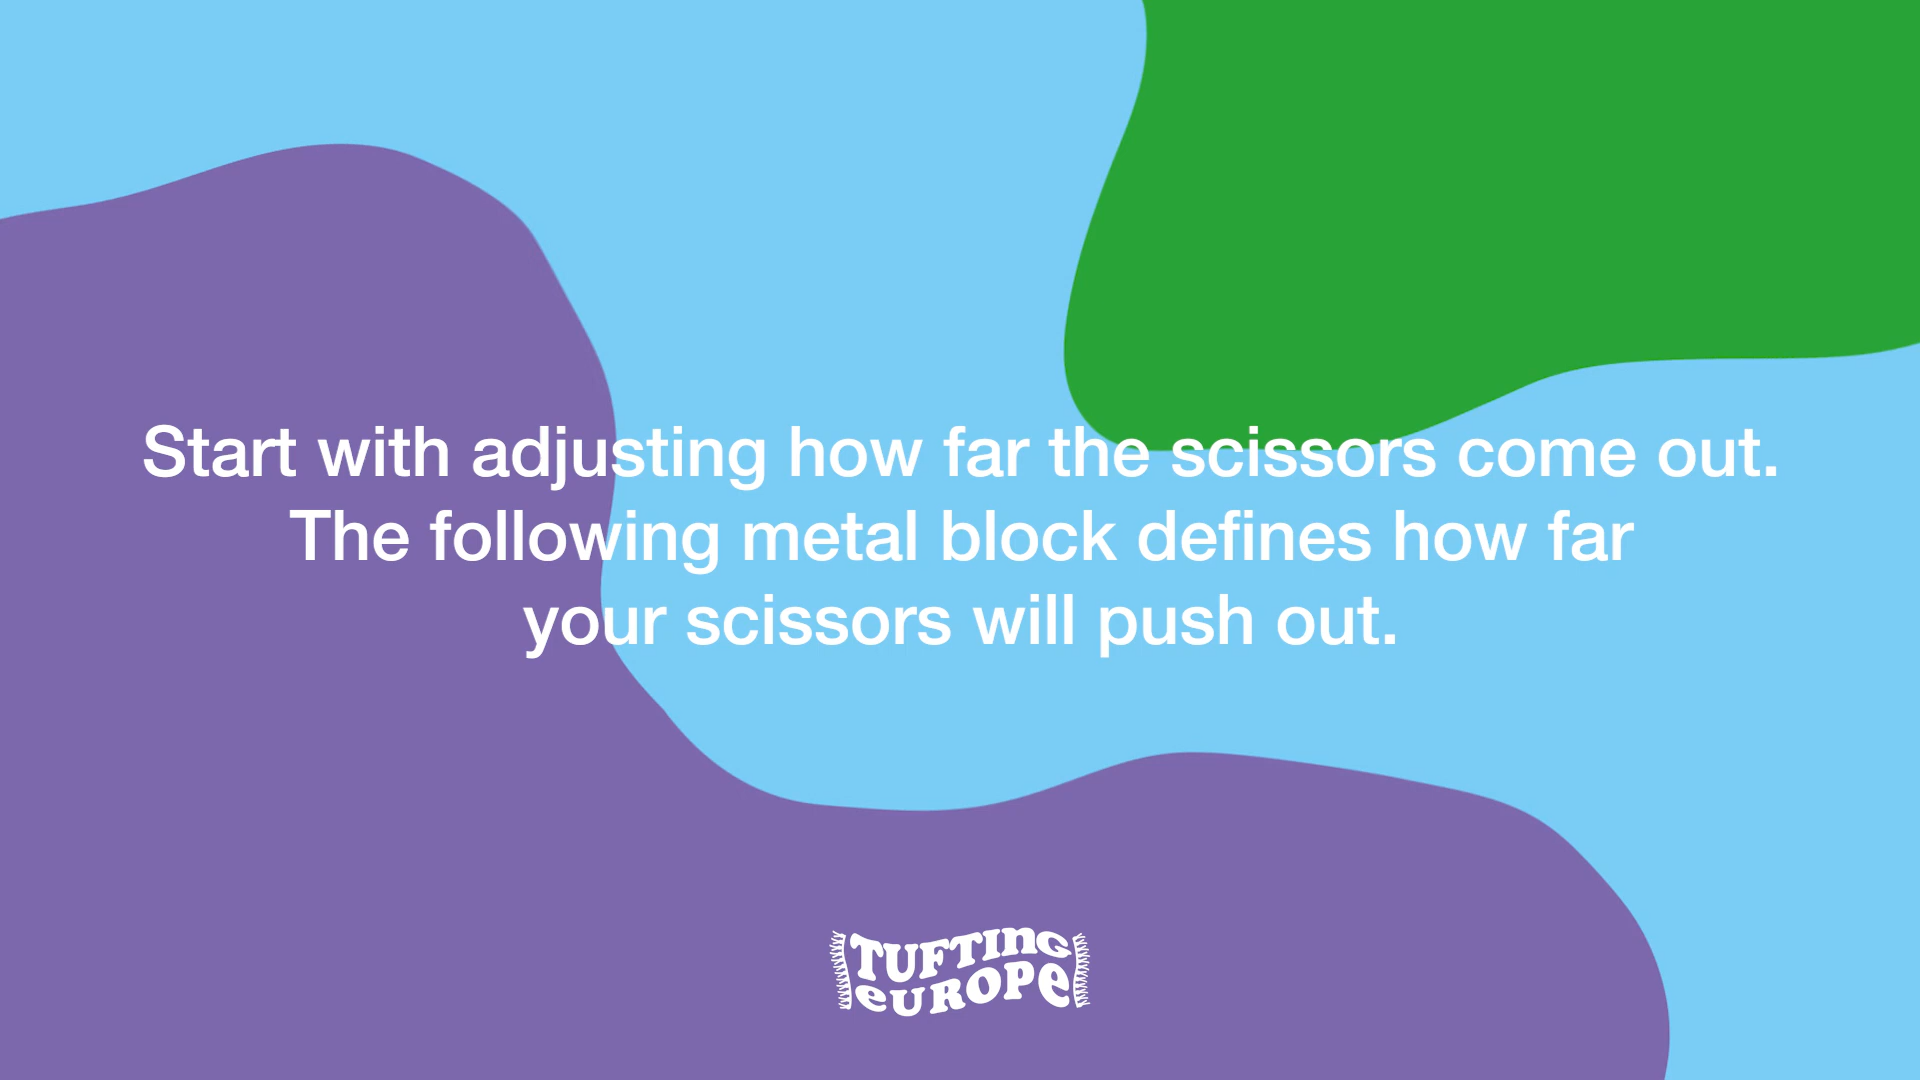 Start with adjusting how far the scissors come out.
The following metal block defines how far
your scissors will push out.
TUFTING
EUROPE